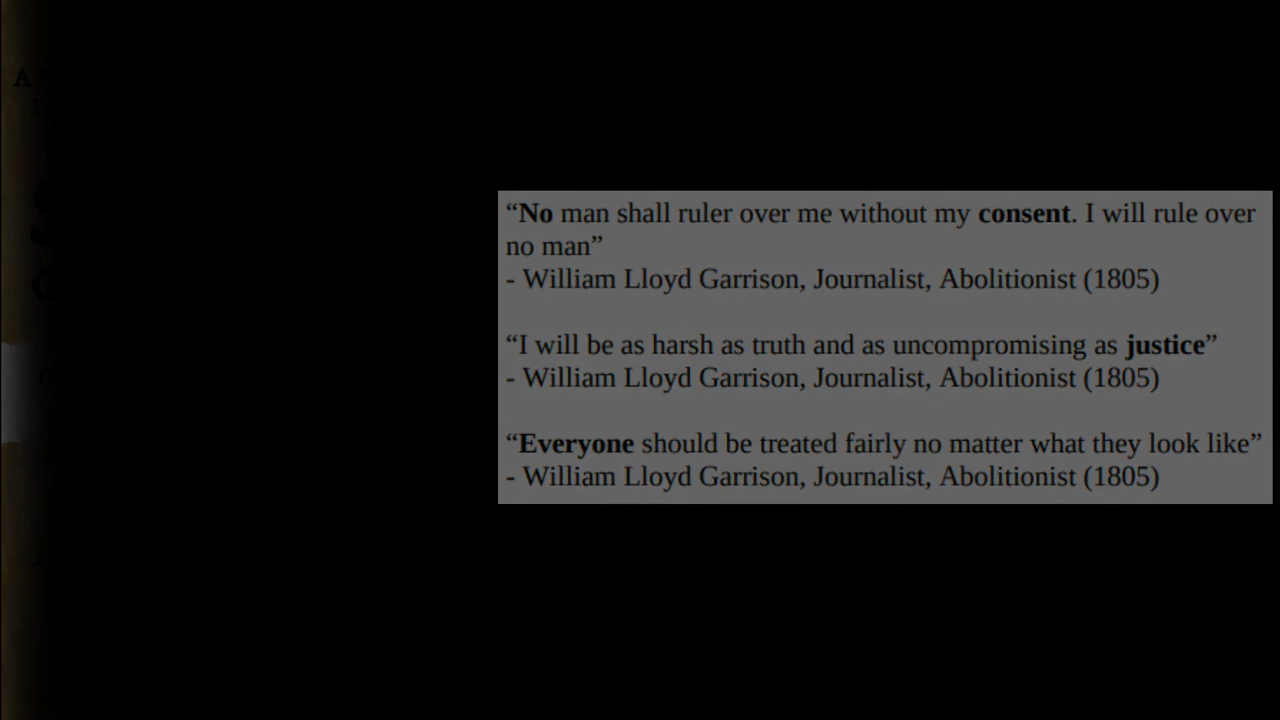 “No man shall ruler over me without my consent. I will rule over
no man”
- William Lloyd Garrison, Journalist, Abolitionist (1805)
“I will be as harsh as truth and as uncompromising as justice”
- William Lloyd Garrison, Journalist, Abolitionist (1805)
“Everyone should be treated fairly no matter what they look like”
- William Lloyd Garrison, Journalist, Abolitionist (1805)